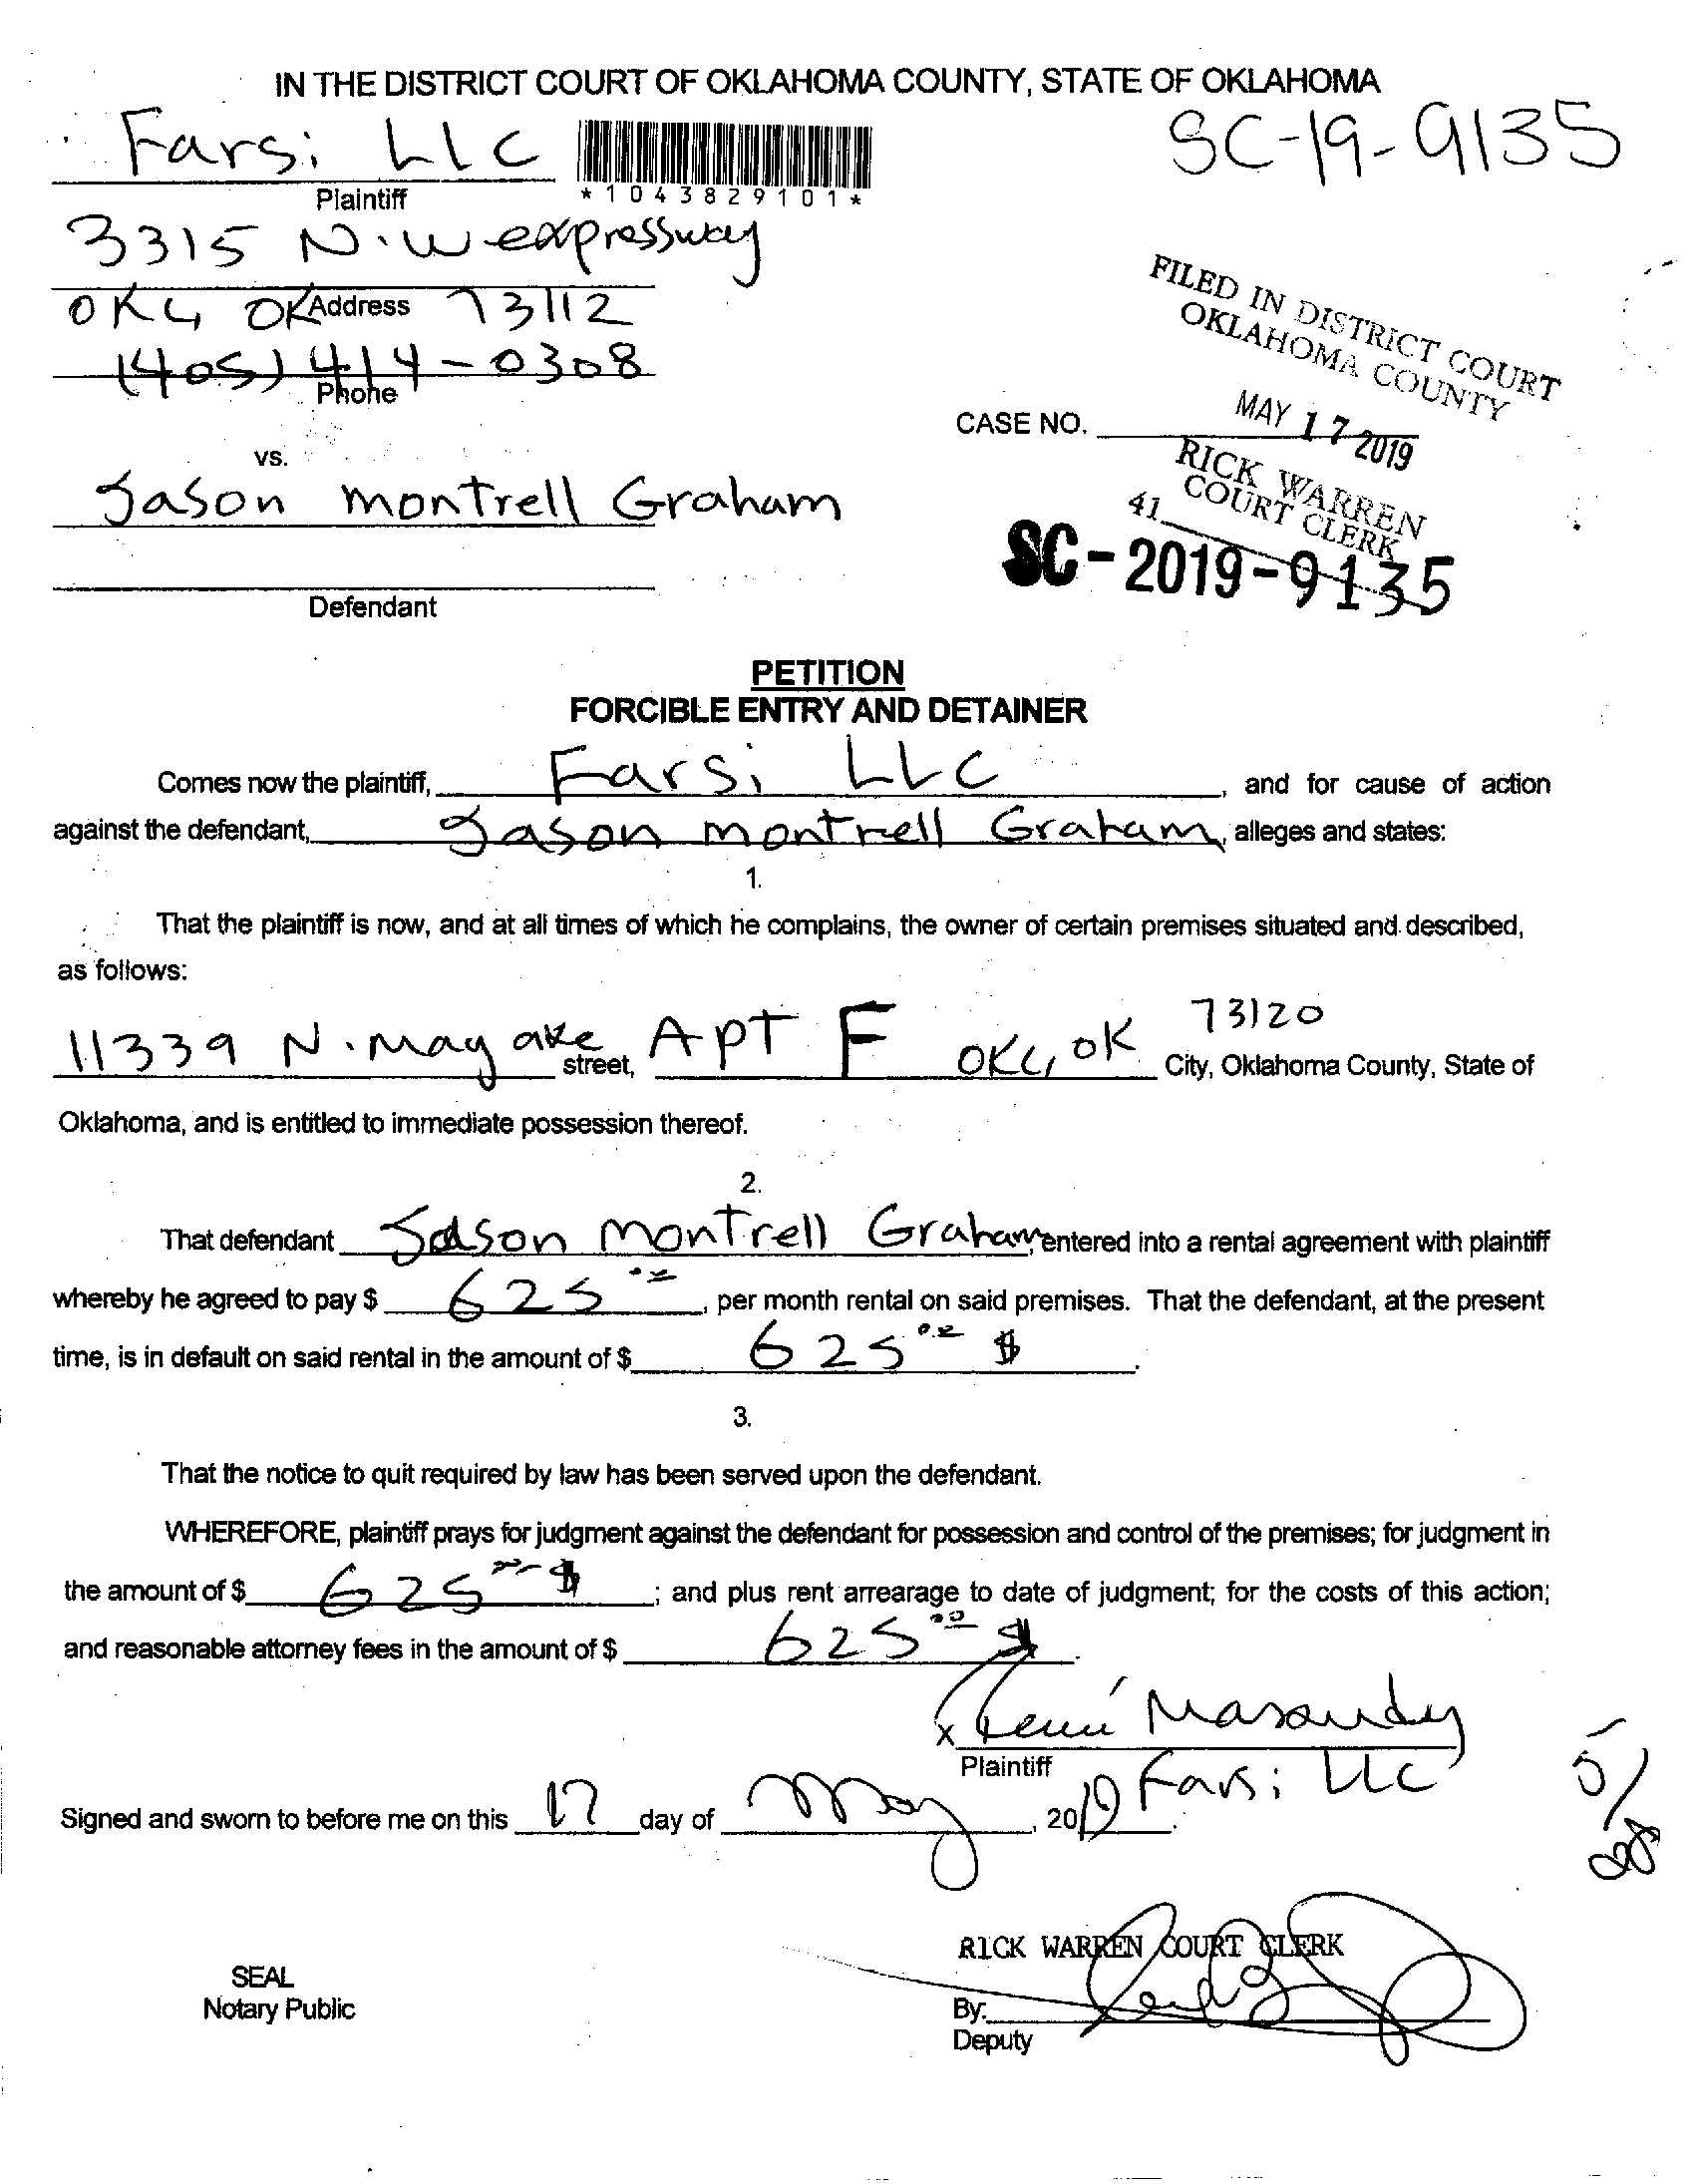 IN THE DISTRICT COURT OF OKLAHOMA COUNTY, STATE OF OKLAHOMA
Farsi LLC
SC-19-9135
Plaintiff
*1043829101*
3315 N.W expressway
OKC OK Address 73112
(405) 414-0308
Phone
FILED IN DISTRICT COURT
OKLAHOMA COUNTY
MAY 17 2019
CASE NO.
RICK WARREN
COURT CLERK
41
vs.
Jason montrell Graham
SC-2019-9135
Defendant
PETITION
FORCIBLE ENTRY AND DETAINER
Comes now the plaintiff, Farsi LLC, and for cause of action
against the defendant, Jason montrell Graham, alleges and states:
1.
That the plaintiff is now, and at all times of which he complains, the owner of certain premises situated and described,
as follows:
11339 N. May ave street, APT F OKC, OK 73120 City, Oklahoma County, State of
Oklahoma, and is entitled to immediate possession thereof.
2.
That defendant Jason montrell Graham, entered into a rental agreement with plaintiff
whereby he agreed to pay $ 625 00, per month rental on said premises. That the defendant, at the present
time, is in default on said rental in the amount of $ 625 00 $.
3.
That the notice to quit required by law has been served upon the defendant.
WHEREFORE, plaintiff prays for judgment against the defendant for possession and control of the premises; for judgment in
the amount of $ 625 00 $; and plus rent arrearage to date of judgment; for the costs of this action;
and reasonable attorney fees in the amount of $ 625 00 $.
x
Plaintiff Farsi LLC
Signed and sworn to before me on this 17 day of May, 2019.
5/28
RICK WARREN COURT CLERK
SEAL
Notary Public
By:
Deputy